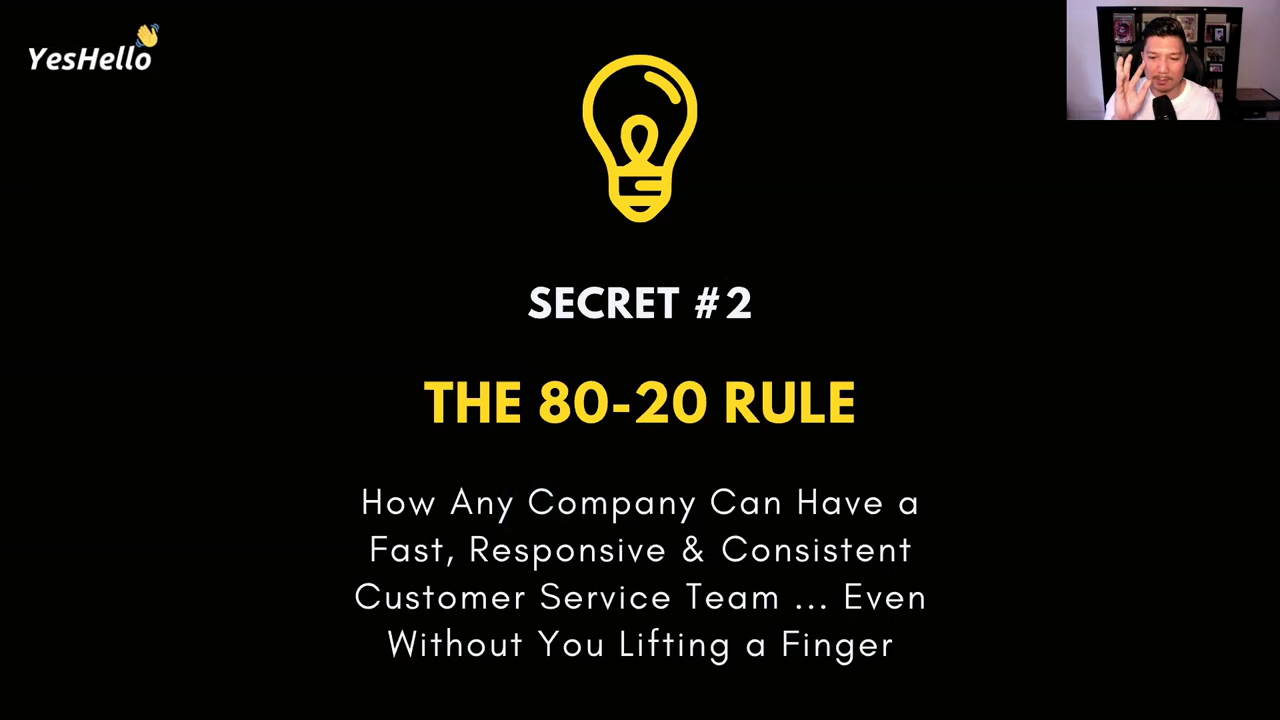 YesHello
SECRET #2
THE 80-20 RULE
How Any Company Can Have a
Fast, Responsive & Consistent
Customer Service Team ... Even
Without You Lifting a Finger